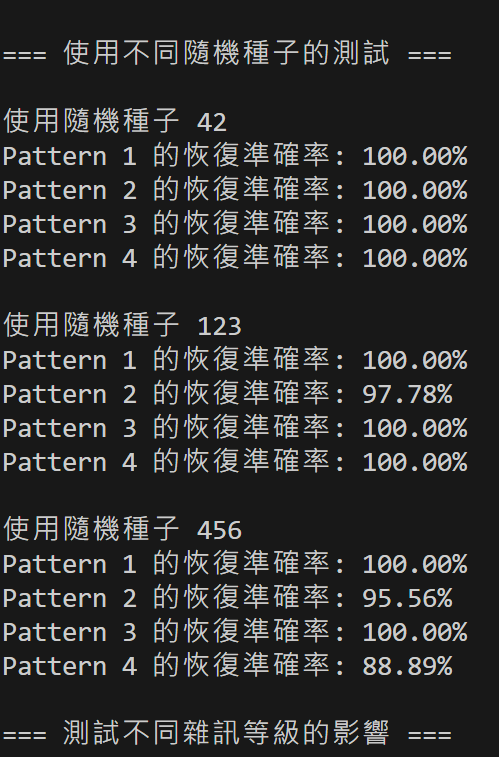 === 使用不同隨機種子的測試 ===
使用隨機種子 42
Pattern 1 的恢復準確率: 100.00%
Pattern 2 的恢復準確率: 100.00%
Pattern 3 的恢復準確率: 100.00%
Pattern 4 的恢復準確率: 100.00%
使用隨機種子 123
Pattern 1 的恢復準確率: 100.00%
Pattern 2 的恢復準確率: 97.78%
Pattern 3 的恢復準確率: 100.00%
Pattern 4 的恢復準確率: 100.00%
使用隨機種子 456
Pattern 1 的恢復準確率: 100.00%
Pattern 2 的恢復準確率: 95.56%
Pattern 3 的恢復準確率: 100.00%
Pattern 4 的恢復準確率: 88.89%
=== 測試不同雜訊等級的影響 ===